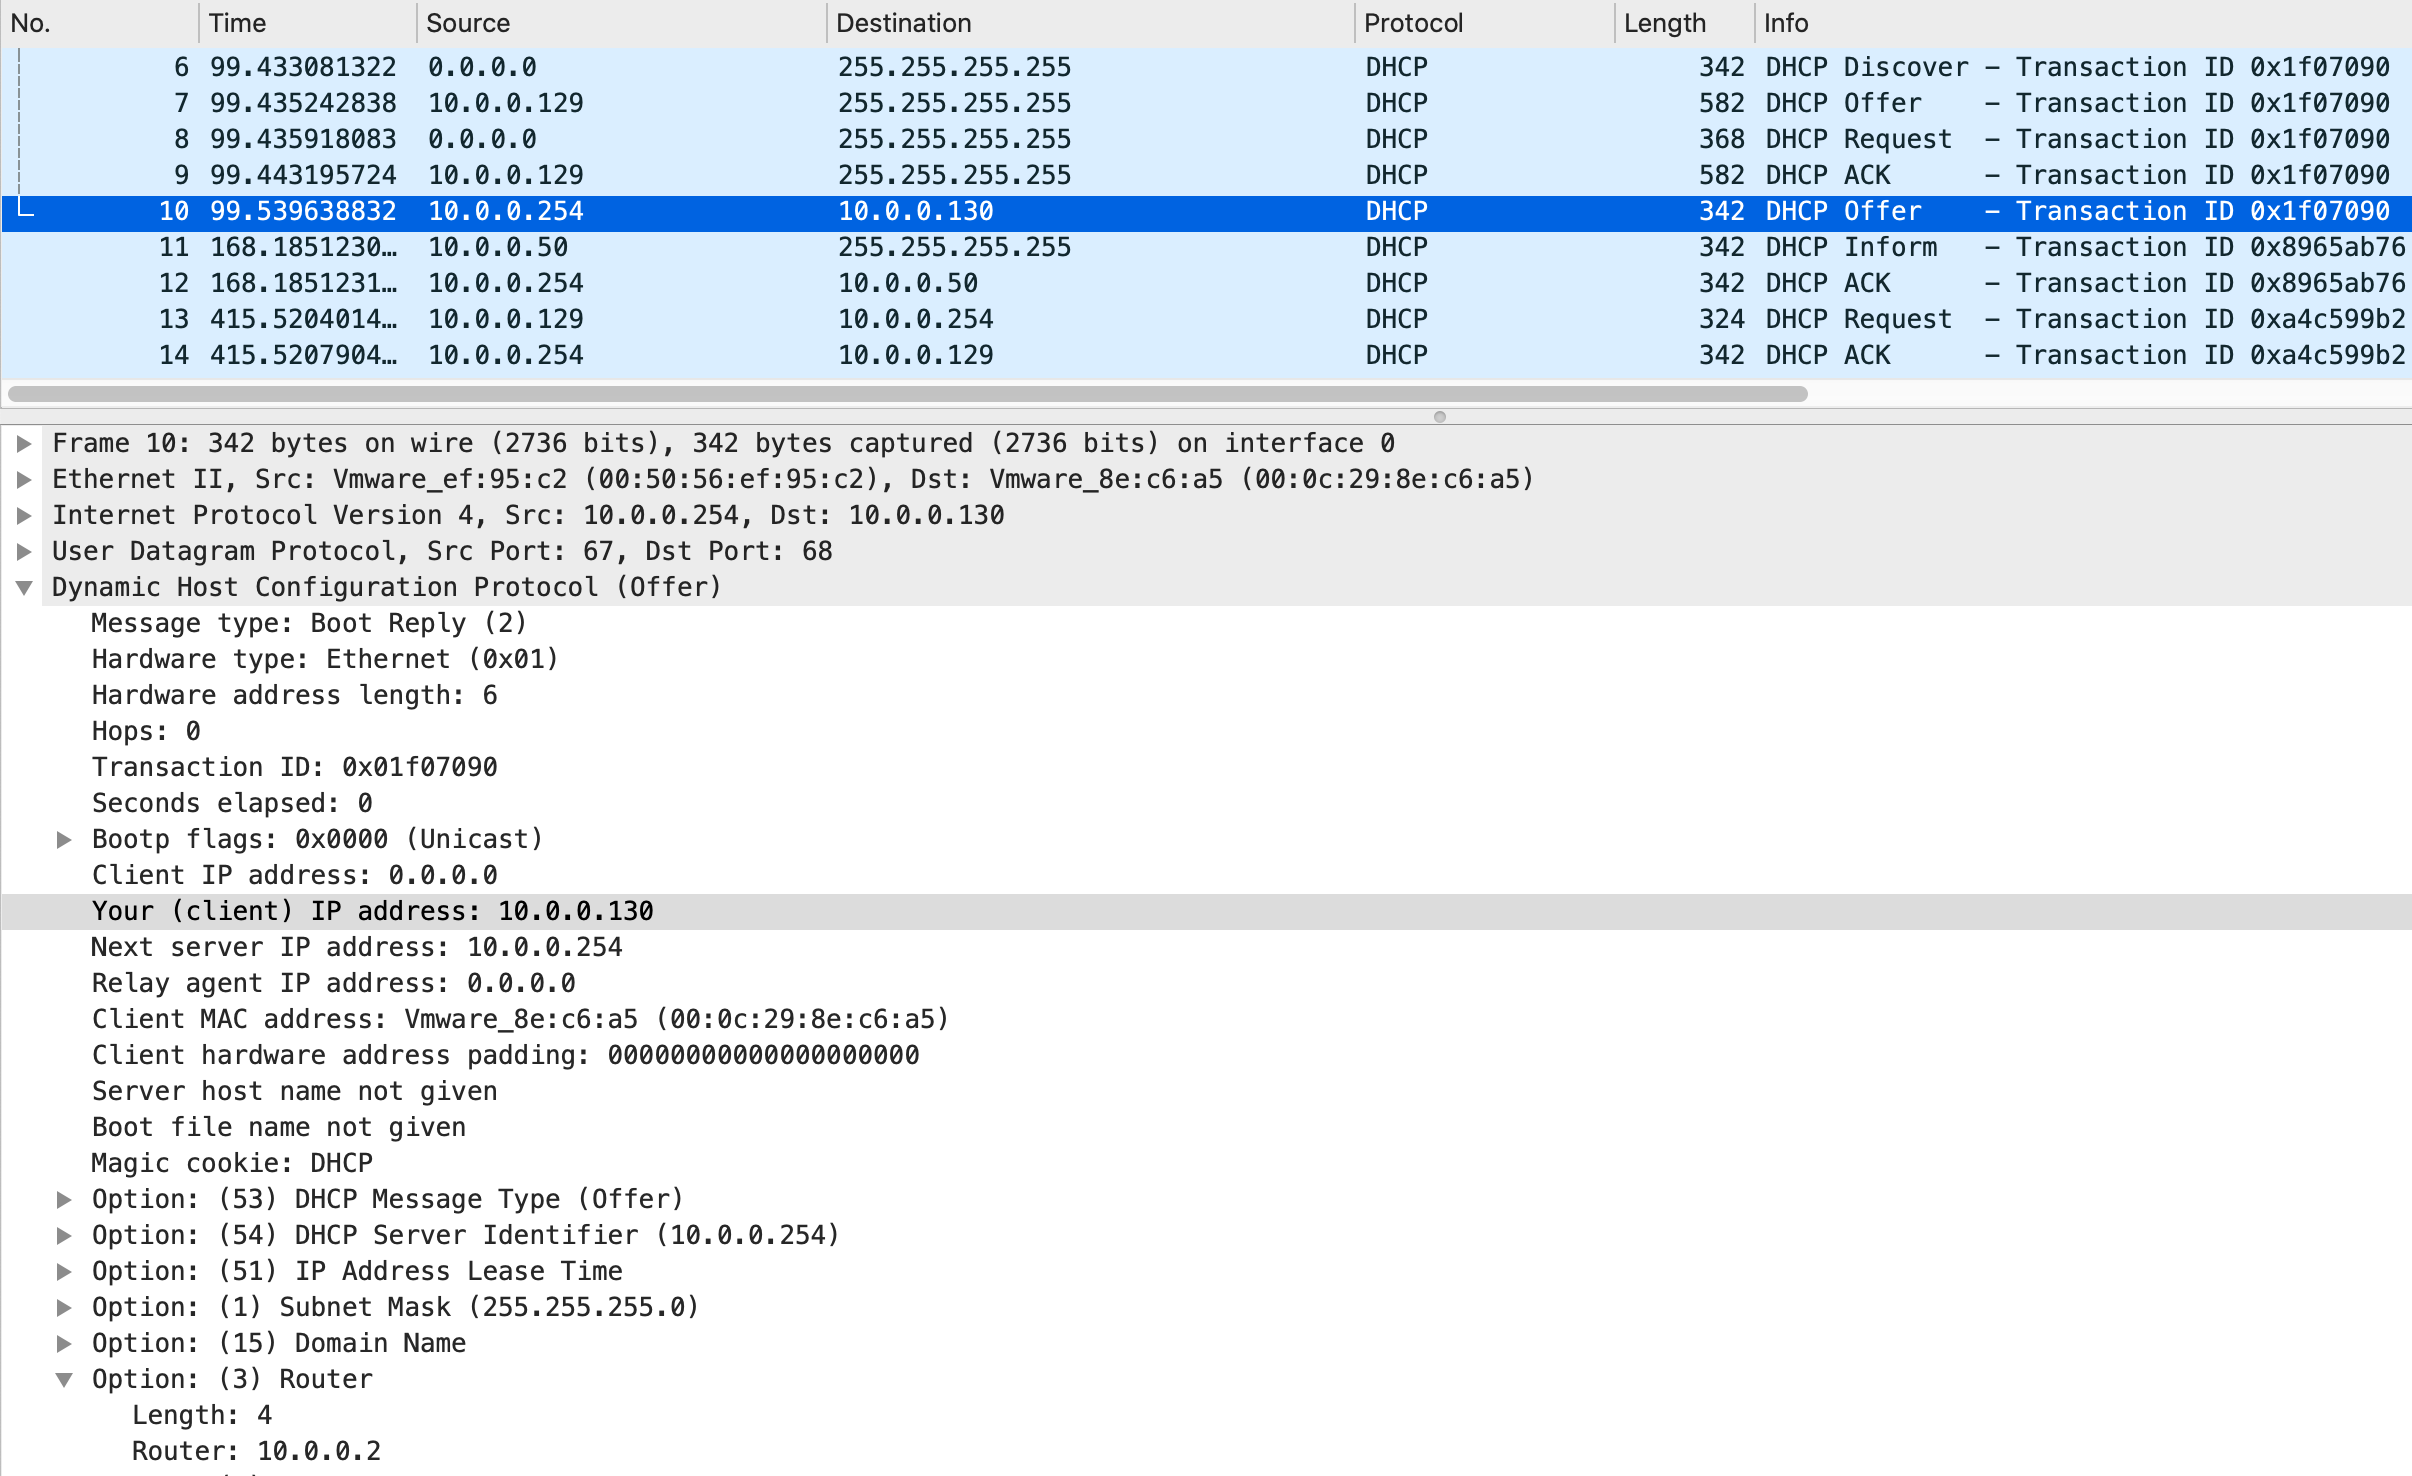 No. Time Source Destination Protocol Length Info
6 99.433081322 0.0.0.0 255.255.255.255 DHCP 342 DHCP Discover – Transaction ID 0x1f07090
7 99.435242838 10.0.0.129 255.255.255.255 DHCP 582 DHCP Offer – Transaction ID 0x1f07090
8 99.435918083 0.0.0.0 255.255.255.255 DHCP 368 DHCP Request – Transaction ID 0x1f07090
9 99.443195724 10.0.0.129 255.255.255.255 DHCP 582 DHCP ACK – Transaction ID 0x1f07090
10 99.539638832 10.0.0.254 10.0.0.130 DHCP 342 DHCP Offer – Transaction ID 0x1f07090
11 168.1851230… 10.0.0.50 255.255.255.255 DHCP 342 DHCP Inform – Transaction ID 0x8965ab76
12 168.1851231… 10.0.0.254 10.0.0.50 DHCP 342 DHCP ACK – Transaction ID 0x8965ab76
13 415.5204014… 10.0.0.129 10.0.0.254 DHCP 324 DHCP Request – Transaction ID 0xa4c599b2
14 415.5207904… 10.0.0.254 10.0.0.129 DHCP 342 DHCP ACK – Transaction ID 0xa4c599b2
Frame 10: 342 bytes on wire (2736 bits), 342 bytes captured (2736 bits) on interface 0
Ethernet II, Src: Vmware_ef:95:c2 (00:50:56:ef:95:c2), Dst: Vmware_8e:c6:a5 (00:0c:29:8e:c6:a5)
Internet Protocol Version 4, Src: 10.0.0.254, Dst: 10.0.0.130
User Datagram Protocol, Src Port: 67, Dst Port: 68
Dynamic Host Configuration Protocol (Offer)
Message type: Boot Reply (2)
Hardware type: Ethernet (0x01)
Hardware address length: 6
Hops: 0
Transaction ID: 0x01f07090
Seconds elapsed: 0
Bootp flags: 0x0000 (Unicast)
Client IP address: 0.0.0.0
Your (client) IP address: 10.0.0.130
Next server IP address: 10.0.0.254
Relay agent IP address: 0.0.0.0
Client MAC address: Vmware_8e:c6:a5 (00:0c:29:8e:c6:a5)
Client hardware address padding: 00000000000000000000
Server host name not given
Boot file name not given
Magic cookie: DHCP
Option: (53) DHCP Message Type (Offer)
Option: (54) DHCP Server Identifier (10.0.0.254)
Option: (51) IP Address Lease Time
Option: (1) Subnet Mask (255.255.255.0)
Option: (15) Domain Name
Option: (3) Router
Length: 4
Router: 10.0.0.2